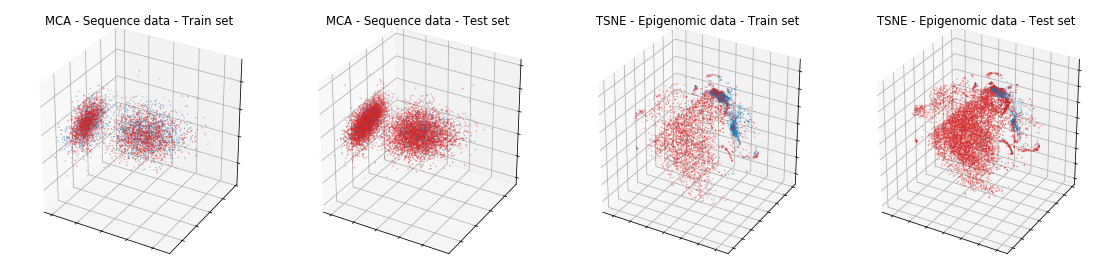 MCA - Sequence data - Train set
MCA - Sequence data - Test set
TSNE - Epigenomic data - Train set
TSNE - Epigenomic data - Test set